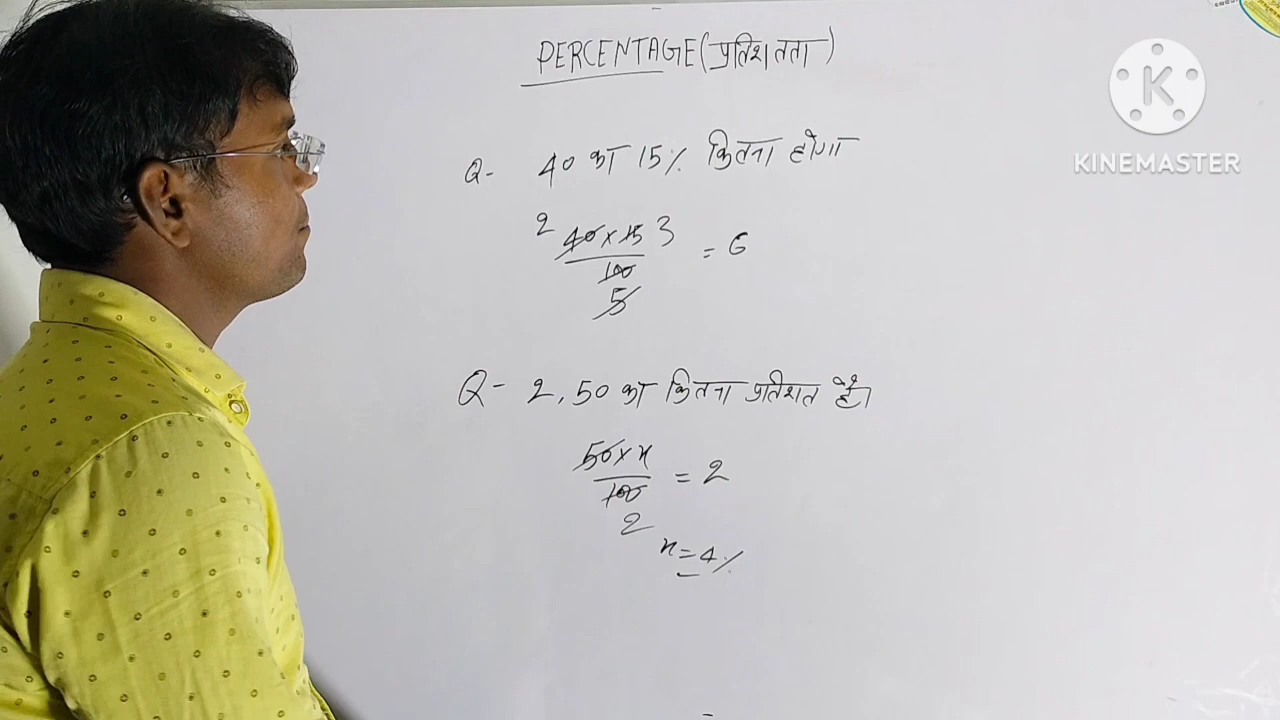 PERCENTAGE (प्रतिशतता)
KINEMASTER
Q- 40 का 15% कितना होगा
2 40 x 15 3
100
5
= 6
Q- 2, 50 का कितना प्रतिशत है।
50 x x
100
2
= 2
x = 4%